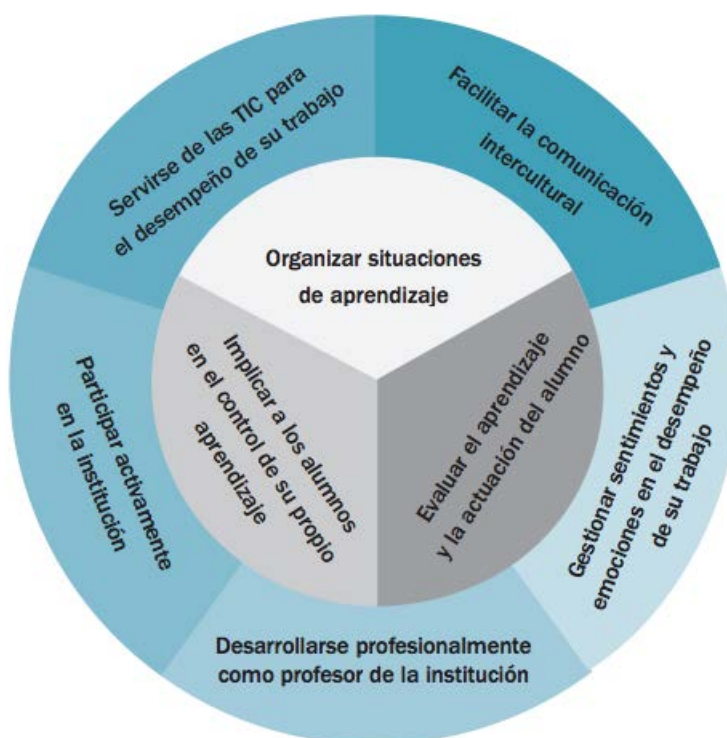 Servirse de las TIC para
el desempeño de su trabajo
Facilitar la comunicación
intercultural
Organizar situaciones
de aprendizaje
Participar activamente
en la institución
Implicar a los alumnos
en el control de su propio
aprendizaje
Evaluar el aprendizaje
y la actuación del alumno
Gestionar sentimientos y
emociones en el desempeño
de su trabajo
Desarrollarse profesionalmente
como profesor de la institución